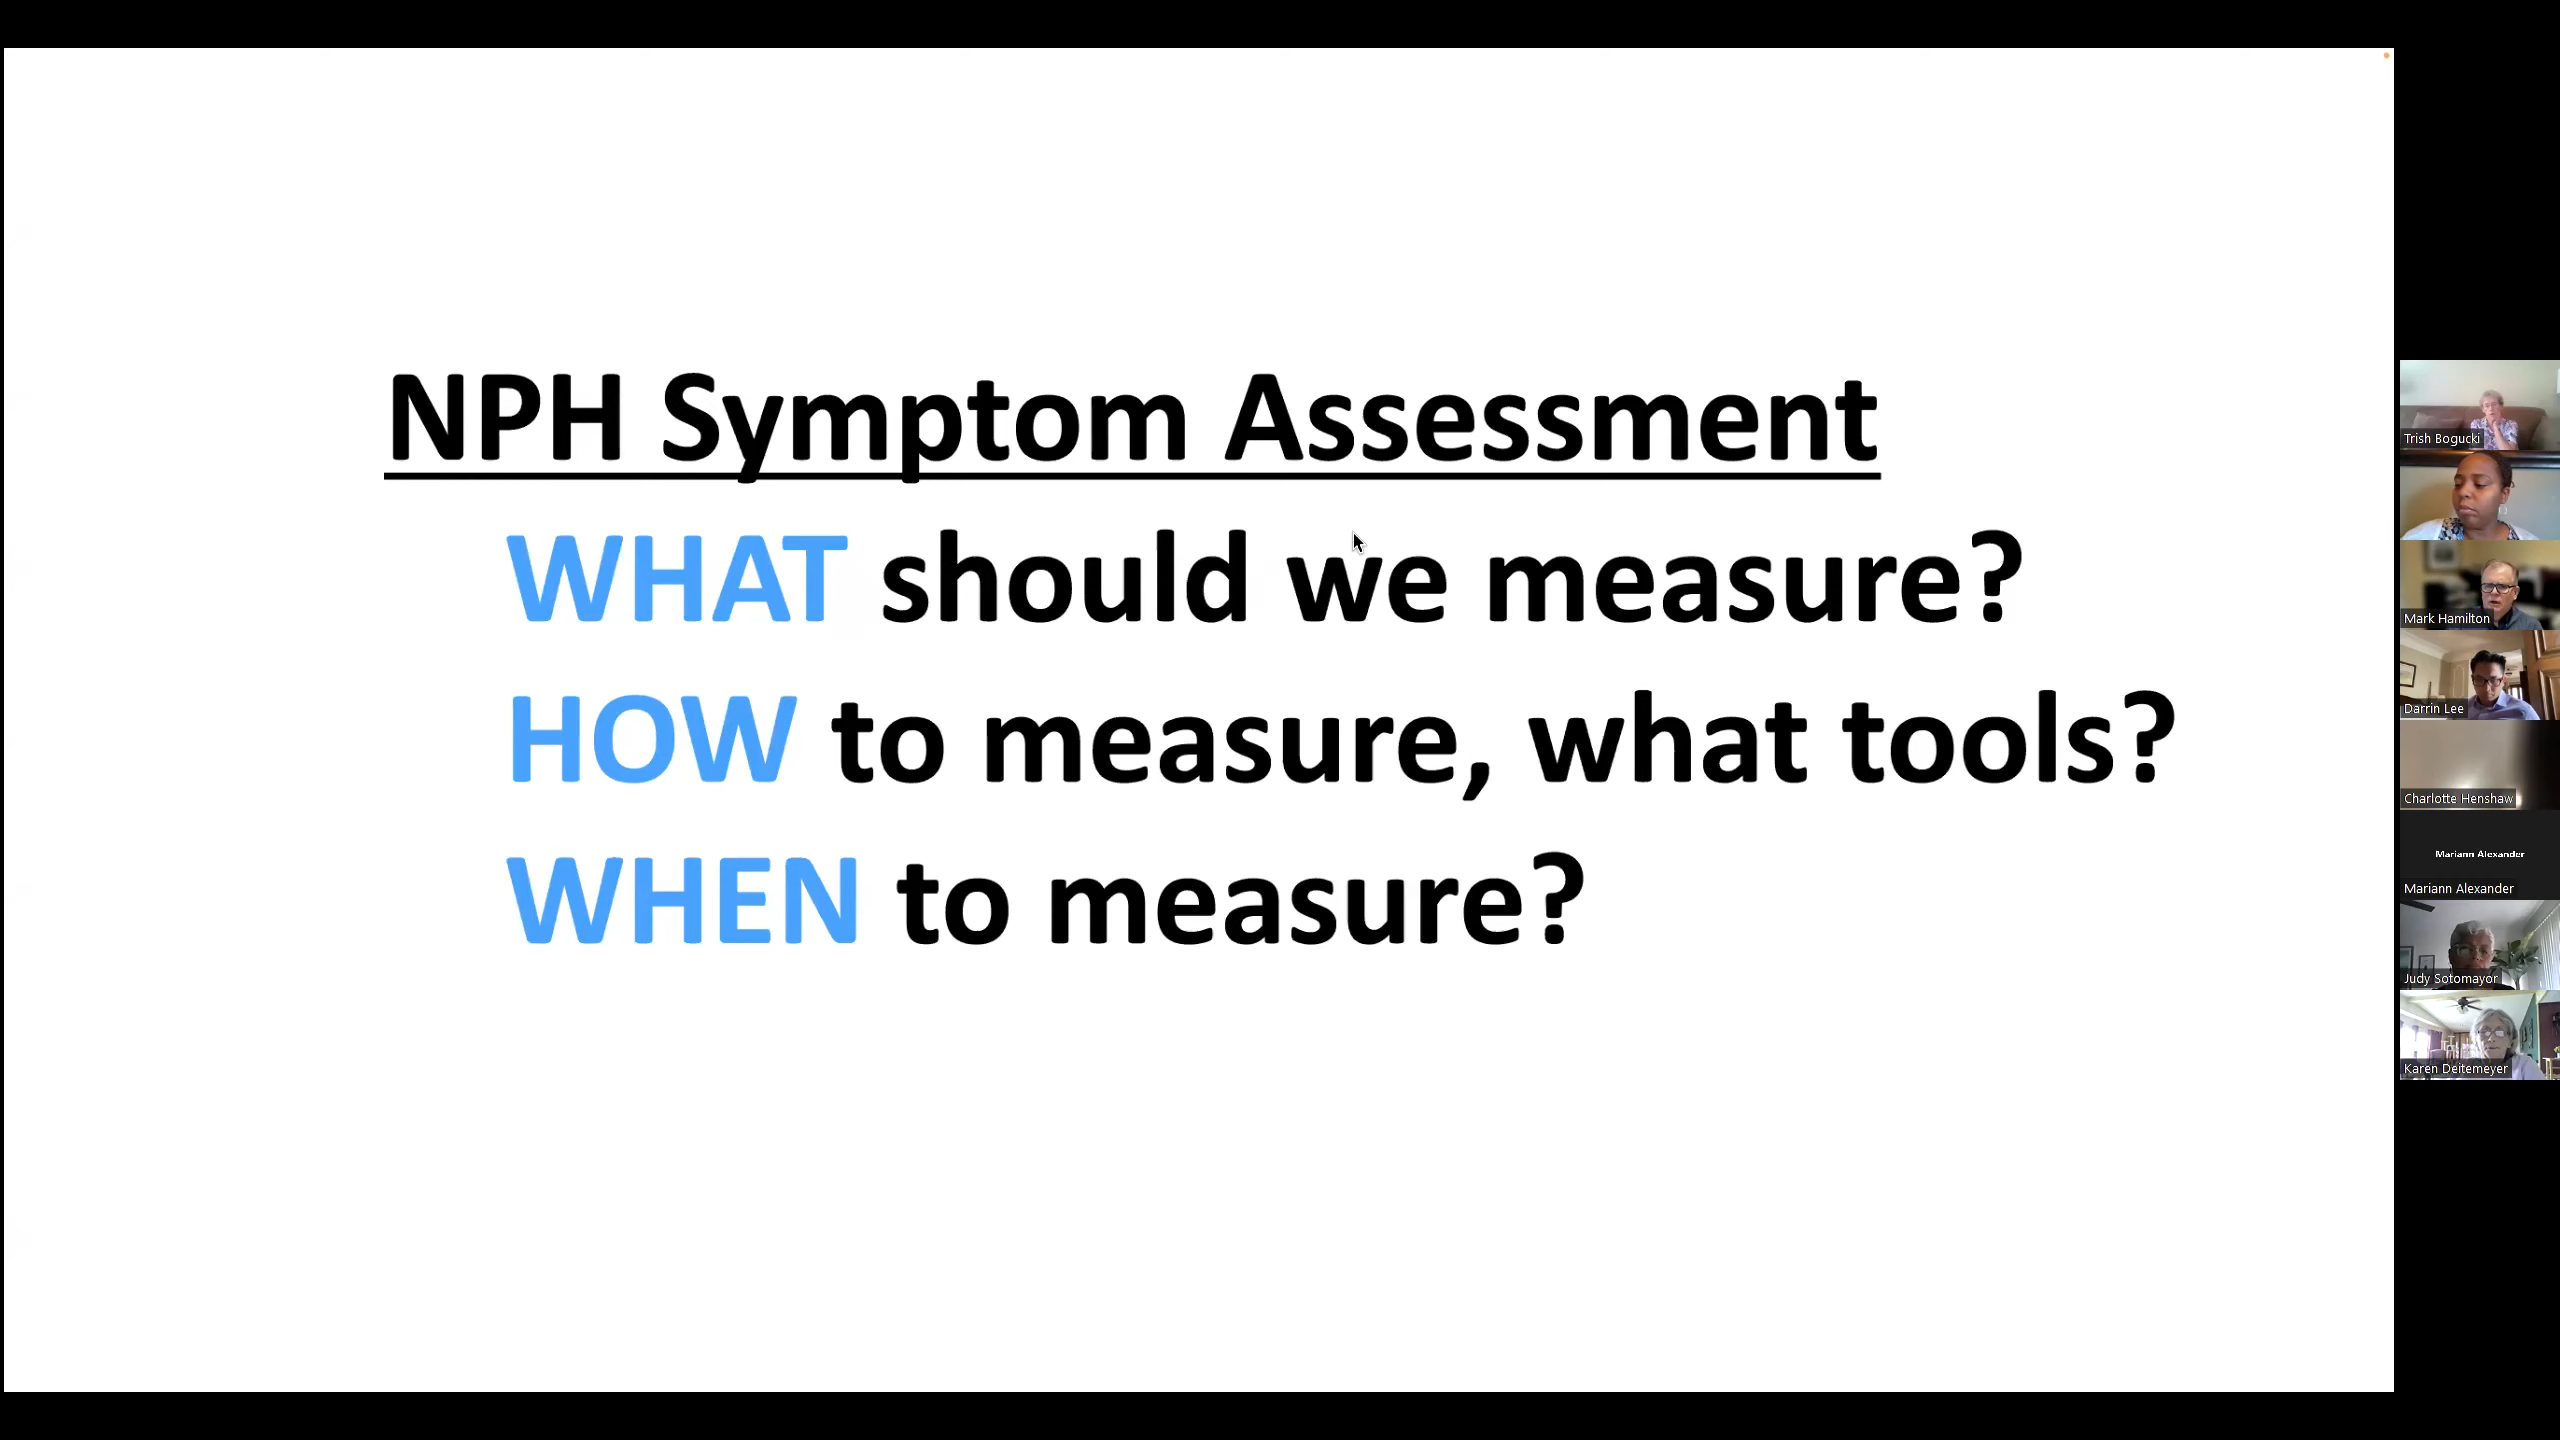 NPH Symptom Assessment
WHAT should we measure?
HOW to measure, what tools?
WHEN to measure?
Trish Bogucki
Mark Hamilton
Darrin Lee
Charlotte Henshaw
Mariann Alexander
Mariann Alexander
Judy Sotomayor
Karen Deitemeyer